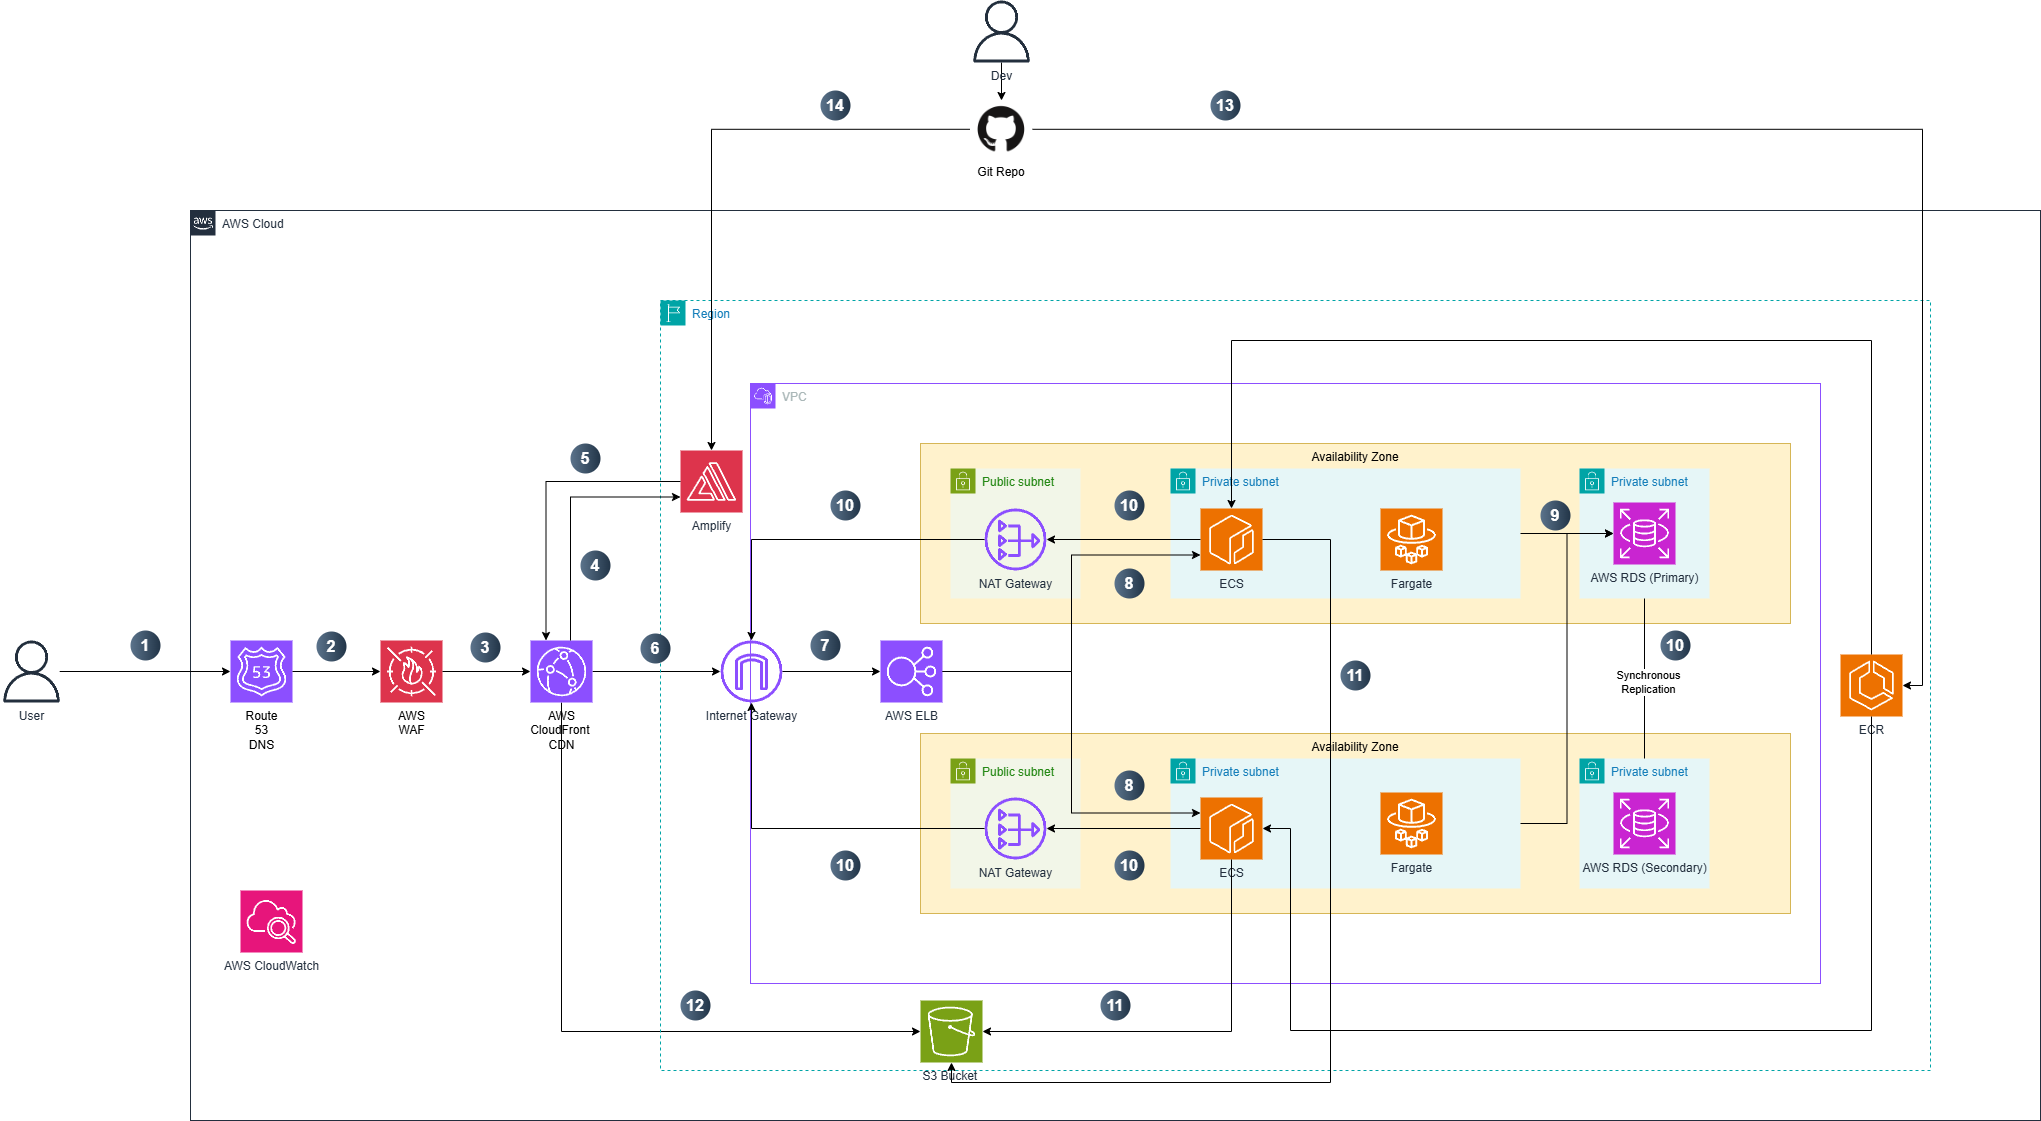 Dev
14
13
Git Repo
aws
AWS Cloud
Region
VPC
5
Amplify
4
Availability Zone
Public subnet
Private subnet
Private subnet
10
10
9
NAT Gateway
8
ECS
Fargate
AWS RDS (Primary)
1
2
3
6
7
11
10
Synchronous
Replication
User
53
Route
53
DNS
AWS
WAF
AWS
CloudFront
CDN
Internet Gateway
AWS ELB
ECR
Availability Zone
Public subnet
Private subnet
Private subnet
8
10
10
NAT Gateway
ECS
Fargate
AWS RDS (Secondary)
AWS CloudWatch
12
11
S3 Bucket